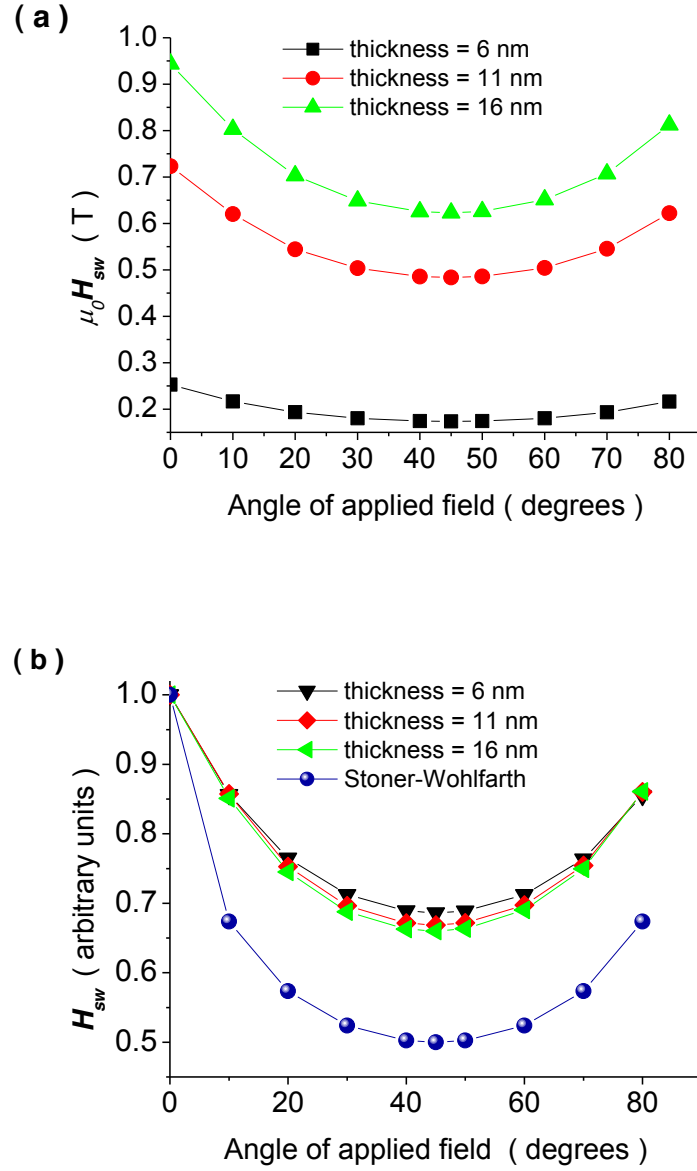 ( a )
thickness = 6 nm
thickness = 11 nm
thickness = 16 nm
1.0
0.9
0.8
0.7
0.6
0.5
0.4
0.3
0.2
μ0Hsw ( T )
0 10 20 30 40 50 60 70 80
Angle of applied field ( degrees )
( b )
thickness = 6 nm
thickness = 11 nm
thickness = 16 nm
Stoner-Wohlfarth
1.0
0.9
0.8
0.7
0.6
0.5
Hsw ( arbitrary units )
0 20 40 60 80
Angle of applied field ( degrees )